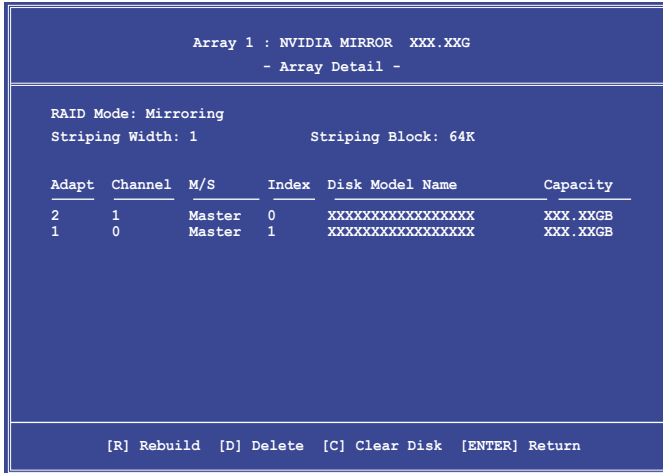 Array 1 : NVIDIA MIRROR XXX.XXG
- Array Detail -
RAID Mode: Mirroring
Striping Width: 1 Striping Block: 64K
Adapt Channel M/S Index Disk Model Name Capacity
2 1 Master 0 XXXXXXXXXXXXXXXXX XXX.XXGB
1 0 Master 1 XXXXXXXXXXXXXXXXX XXX.XXGB
[R] Rebuild [D] Delete [C] Clear Disk [ENTER] Return